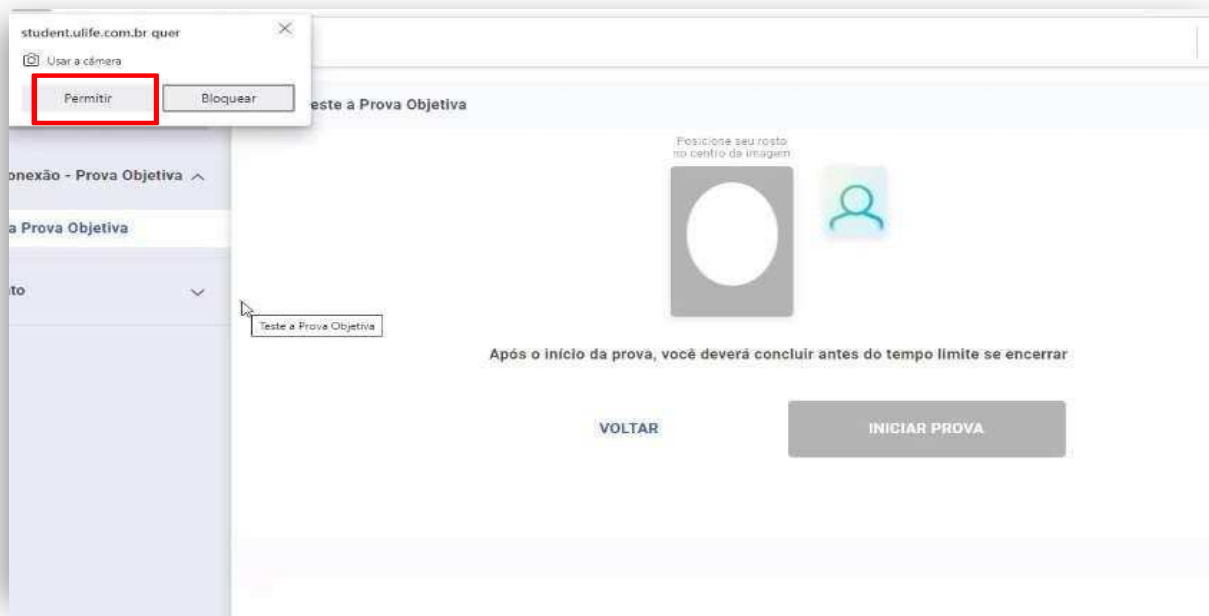 student.ulife.com.br quer
Usar a câmera
Permitir
Bloquear
este a Prova Objetiva
Posicione seu rosto
no centro da imagem
onexão - Prova Objetiva
a Prova Objetiva
to
Teste a Prova Objetiva
Após o início da prova, você deverá concluir antes do tempo limite se encerrar
VOLTAR
INICIAR PROVA